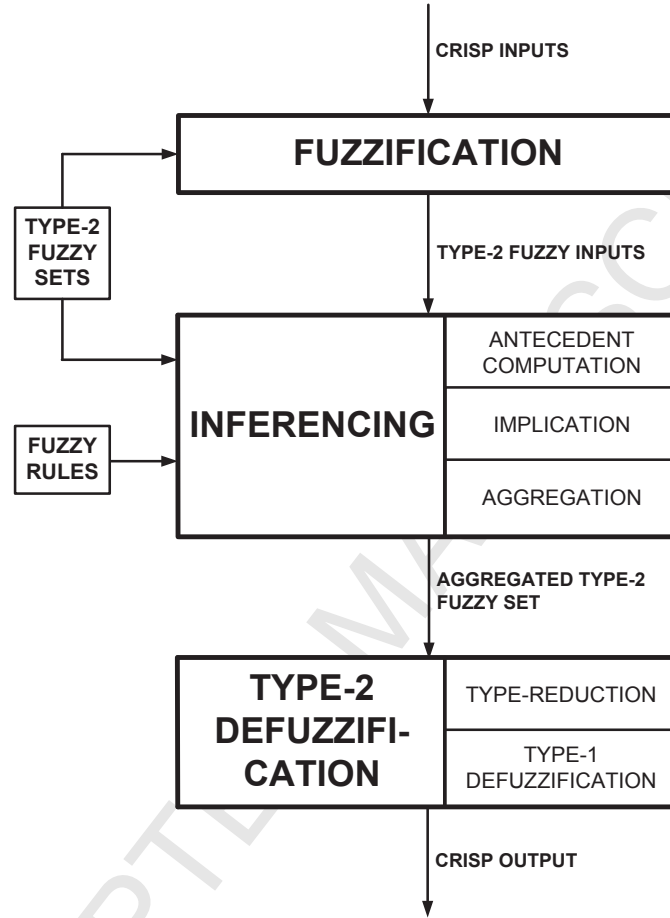 CRISP INPUTS
FUZZIFICATION
TYPE-2
FUZZY
SETS
TYPE-2 FUZZY INPUTS
INFERENCING
ANTECEDENT
COMPUTATION
IMPLICATION
AGGREGATION
FUZZY
RULES
AGGREGATED TYPE-2
FUZZY SET
TYPE-2
DEFUZZIFI-
CATION
TYPE-REDUCTION
TYPE-1
DEFUZZIFICATION
CRISP OUTPUT